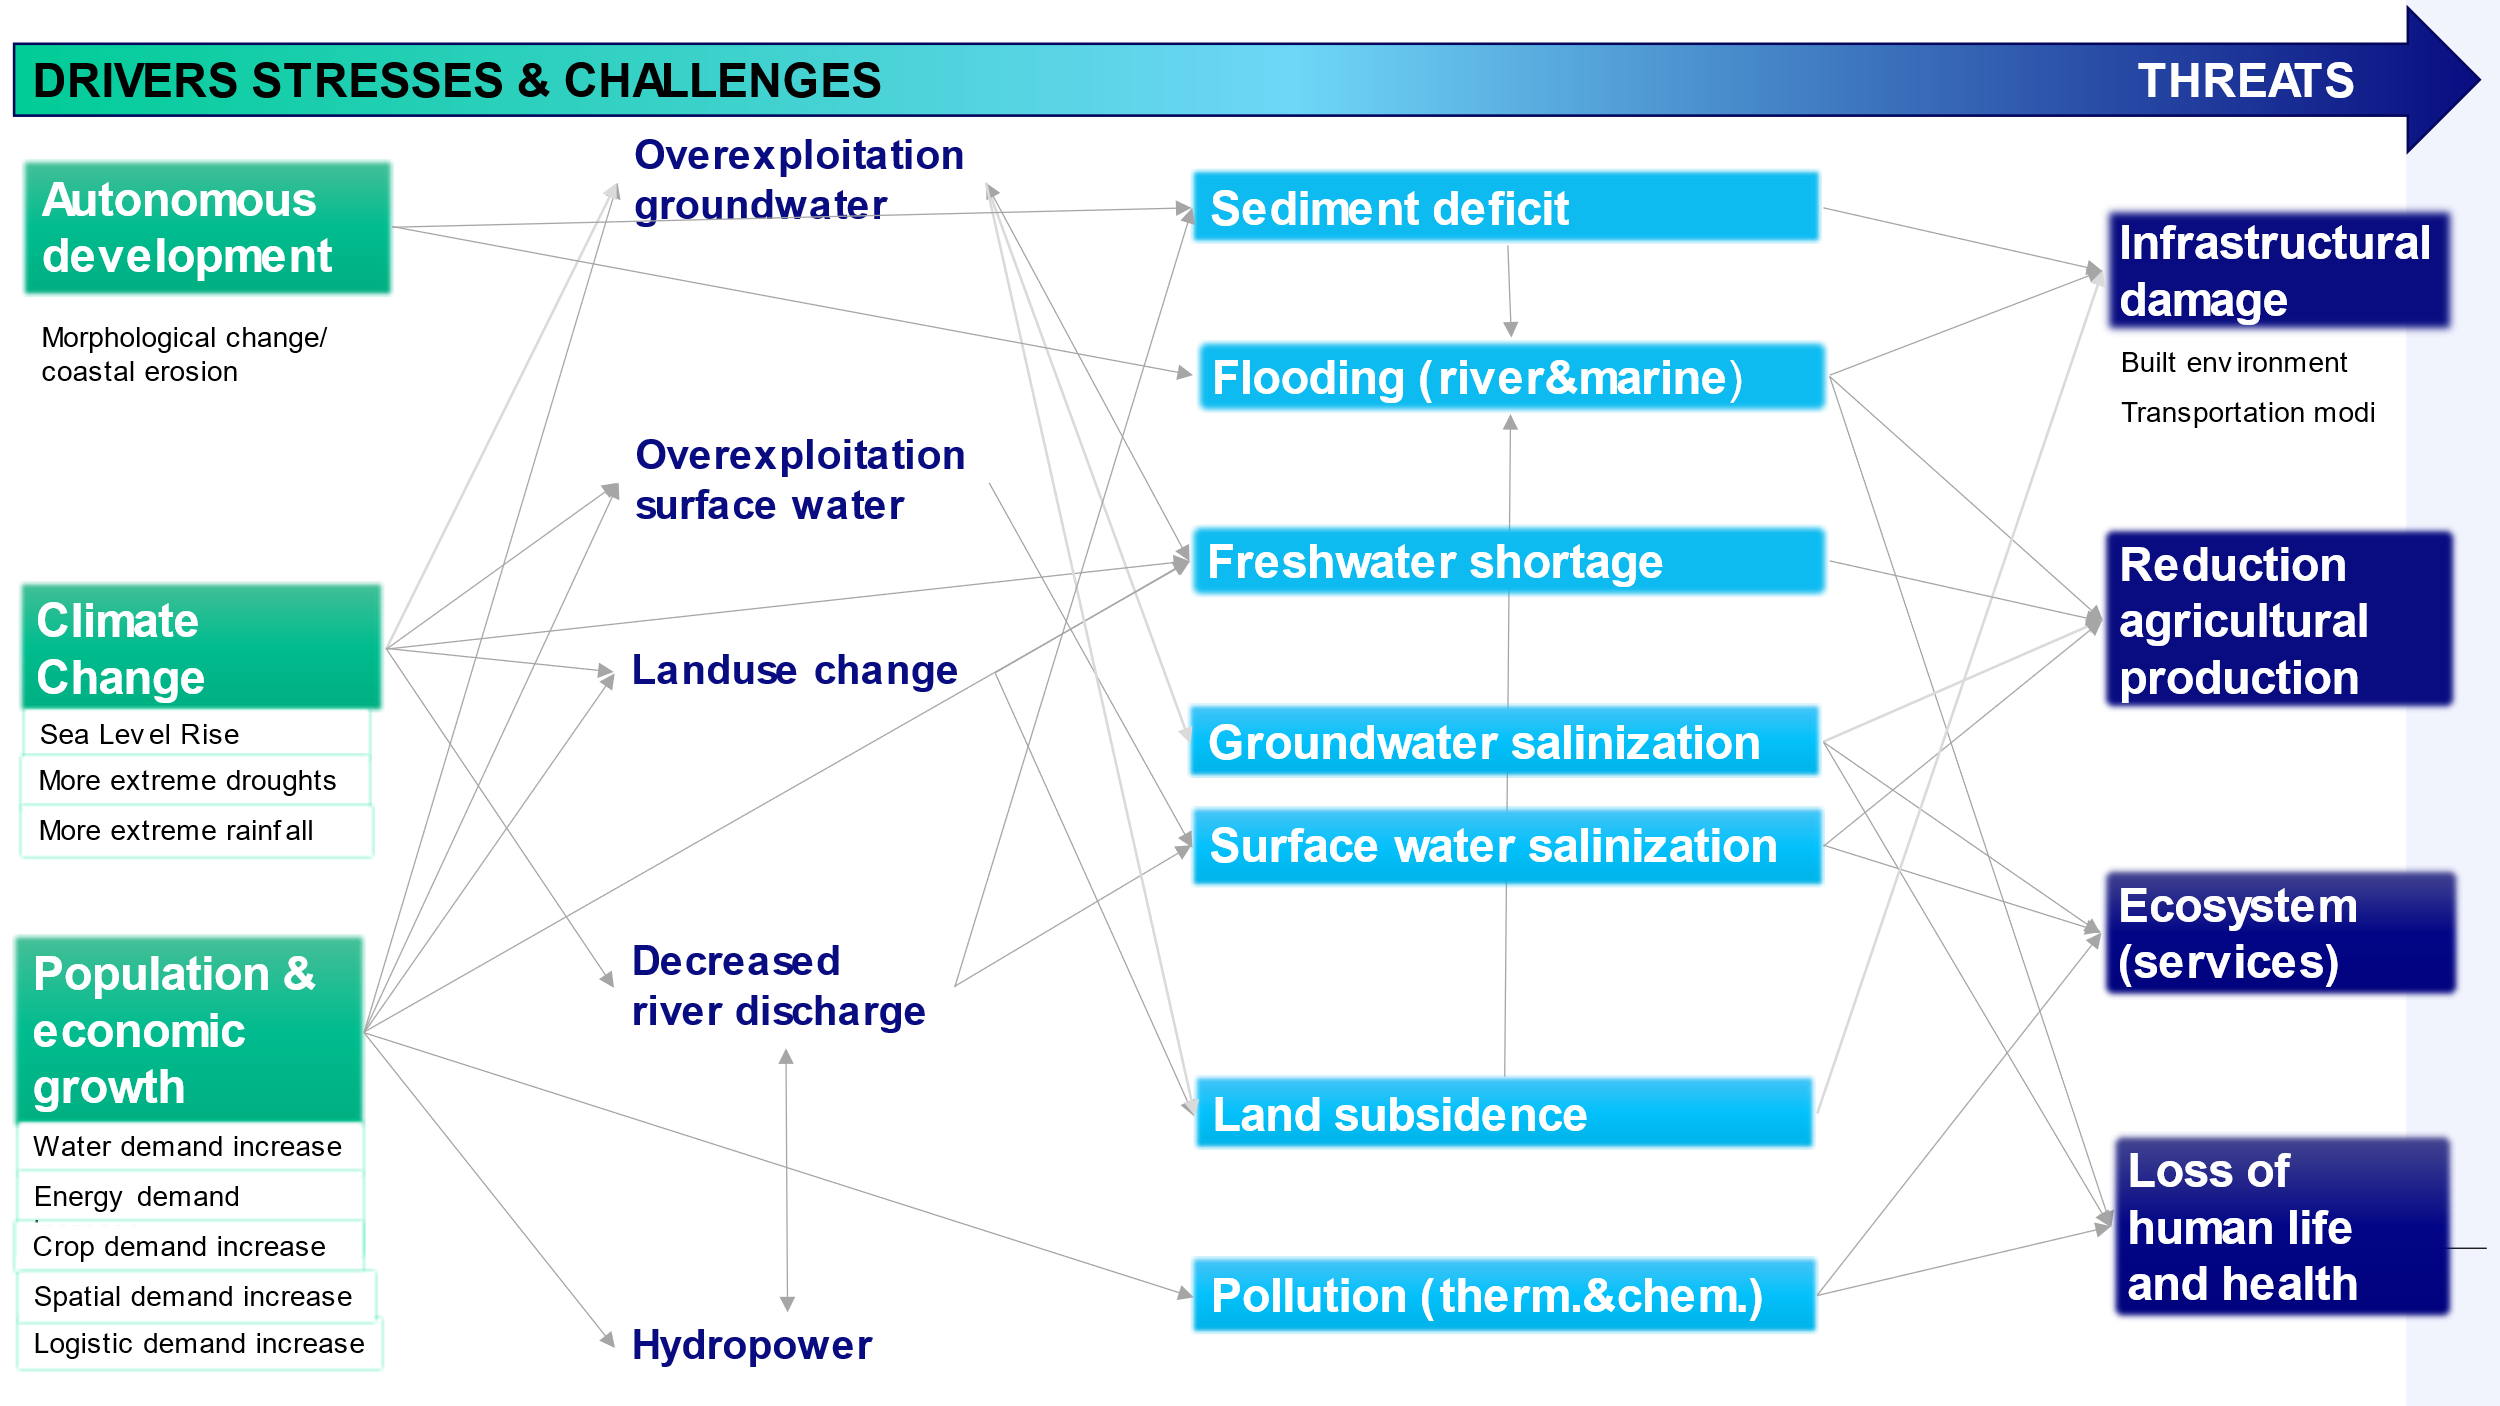 DRIVERS STRESSES & CHALLENGES
THREATS
Autonomous
development
Morphological change/
coastal erosion
Climate
Change
Sea Level Rise
More extreme droughts
More extreme rainfall
Population &
economic
growth
Water demand increase
Energy demand
Crop demand increase
Spatial demand increase
Logistic demand increase
Overexploitation
groundwater
Overexploitation
surface water
Landuse change
Decreased
river discharge
Hydropower
Sediment deficit
Flooding (river&marine)
Freshwater shortage
Groundwater salinization
Surface water salinization
Land subsidence
Pollution (therm.&chem.)
Infrastructural
damage
Built environment
Transportation modi
Reduction
agricultural
production
Ecosystem
(services)
Loss of
human life
and health